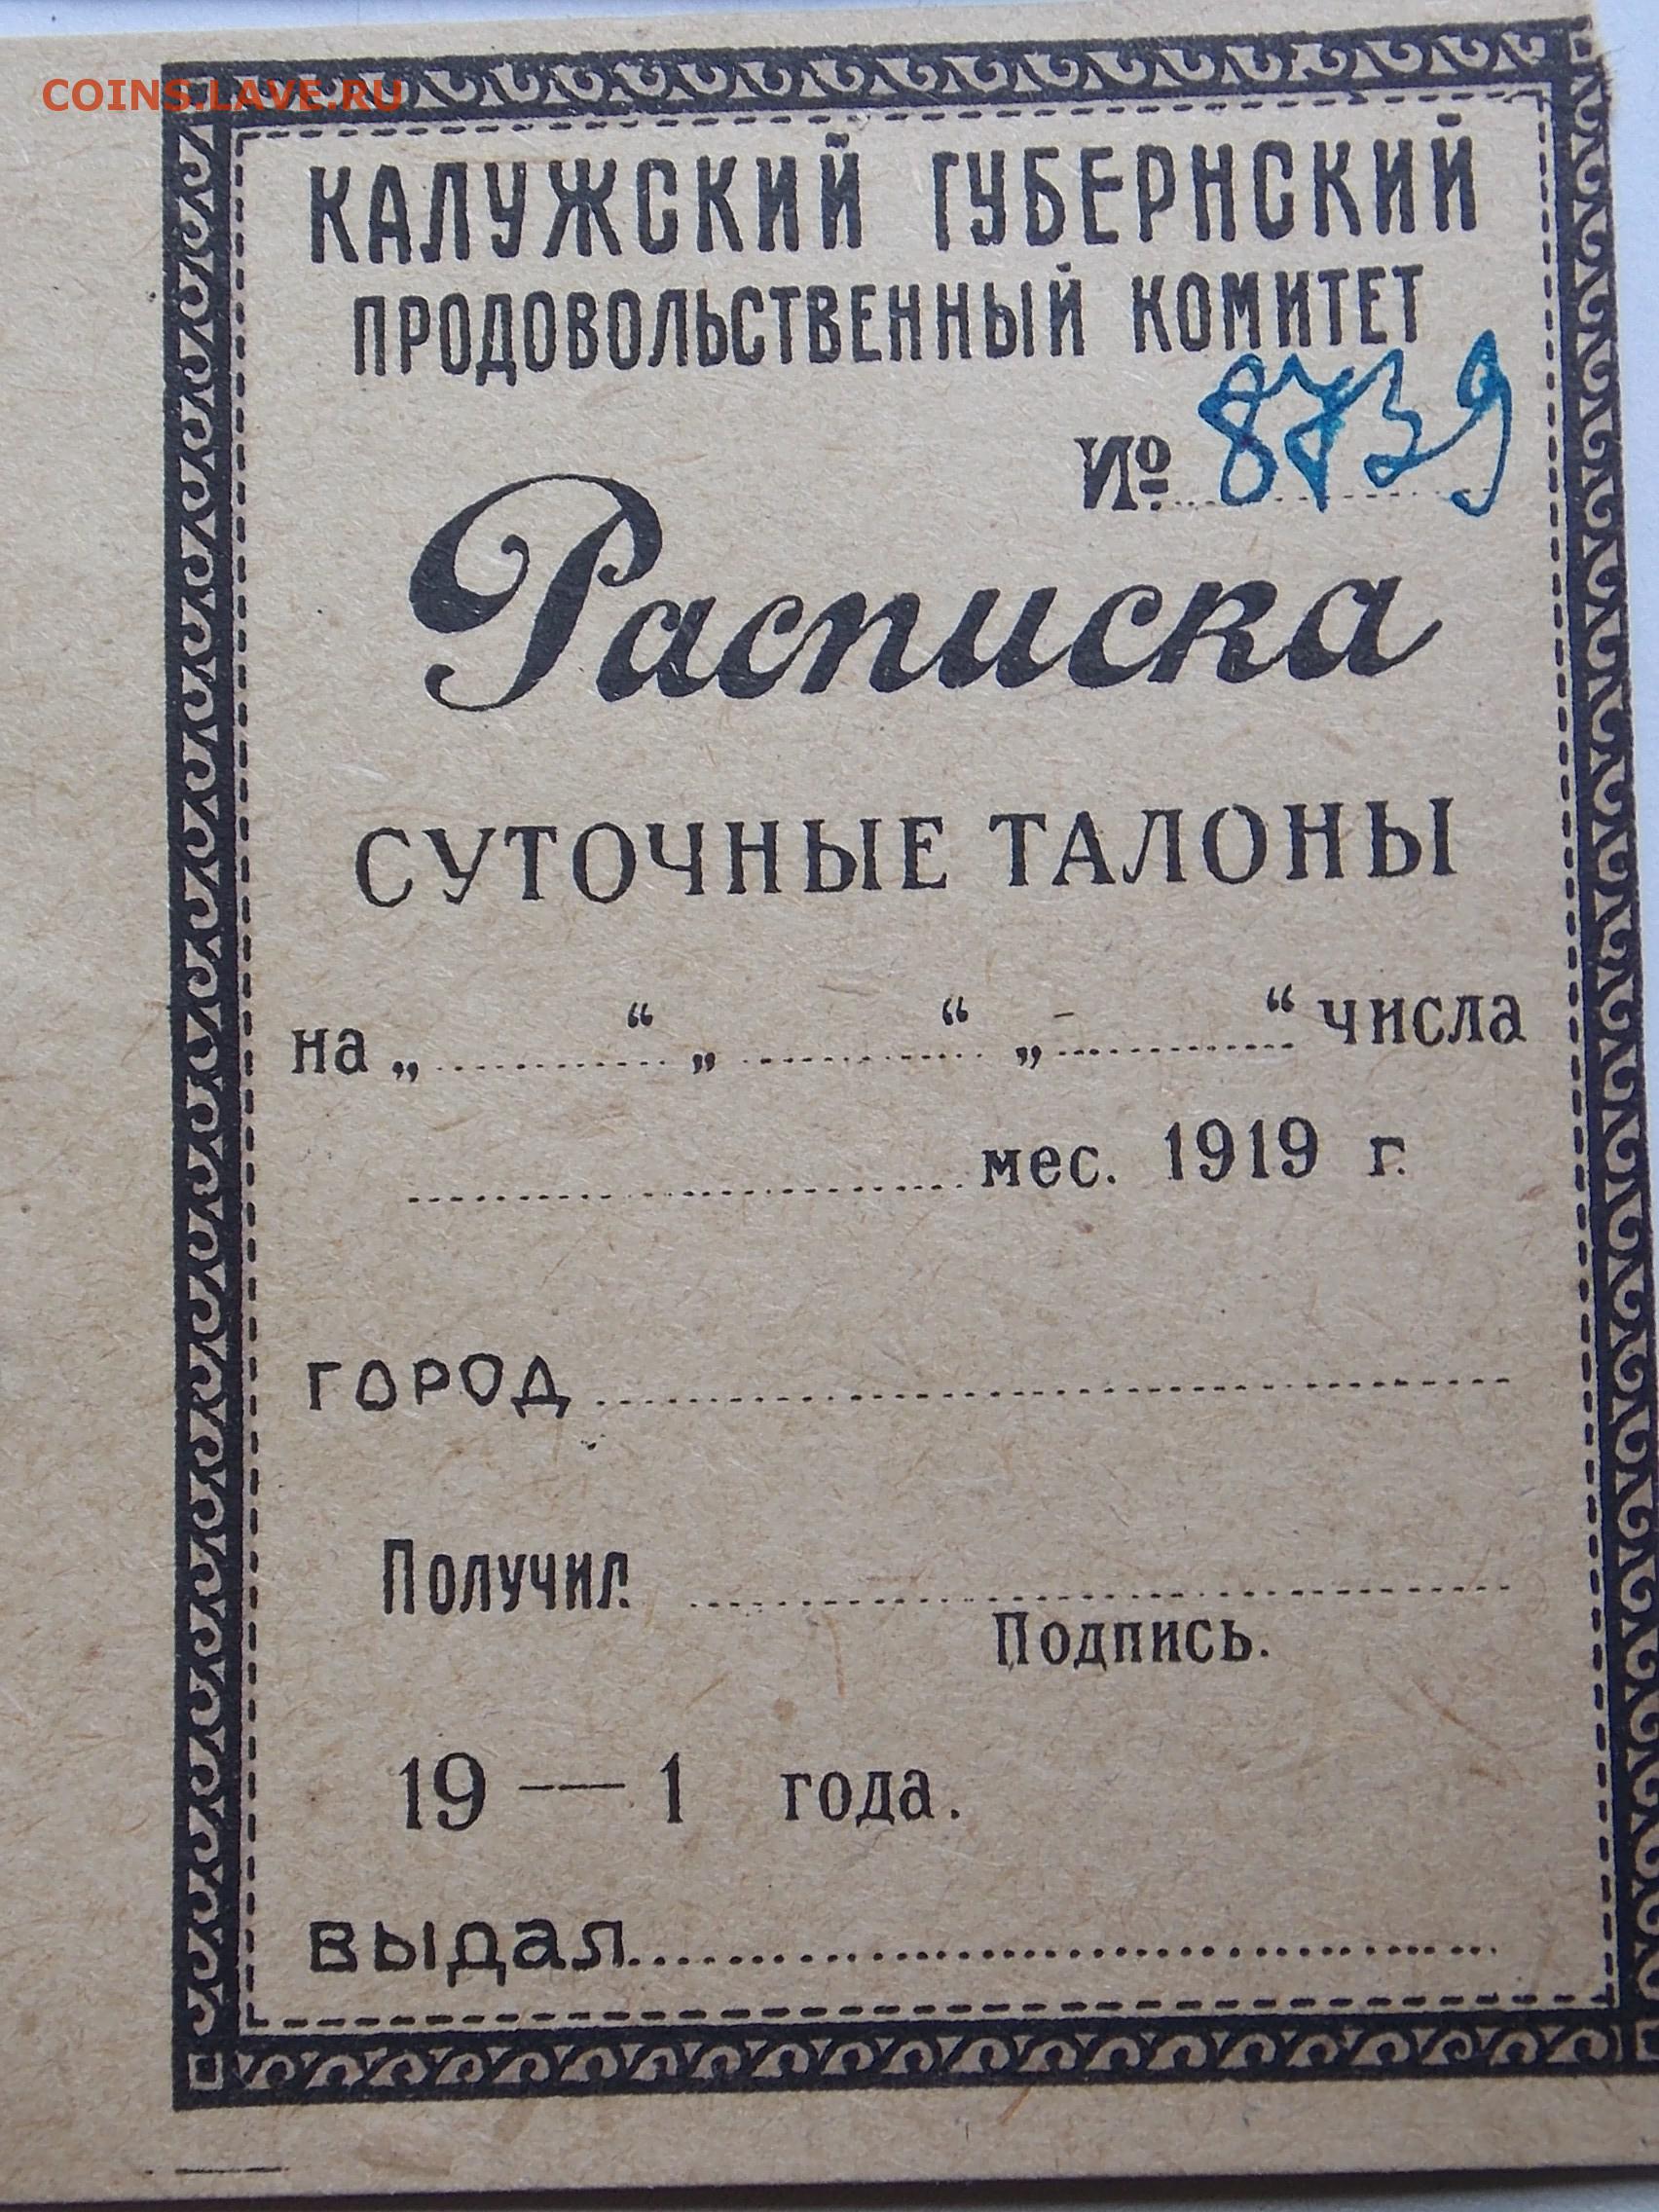 COINS.LAVE.RU
КАЛУЖСКИЙ ГУБЕРНСКИЙ
ПРОДОВОЛЬСТВЕННЫЙ КОМИТЕТ
№ 8739
Расписка
СУТОЧНЫЕ ТАЛОНЫ
на „..........“ „..........“ „..........“ числа
.................... мес. 1919 г.
ГОРОД ..............................
Получил ..............................
Подпись.
19 — 1 года.
выдал..............................